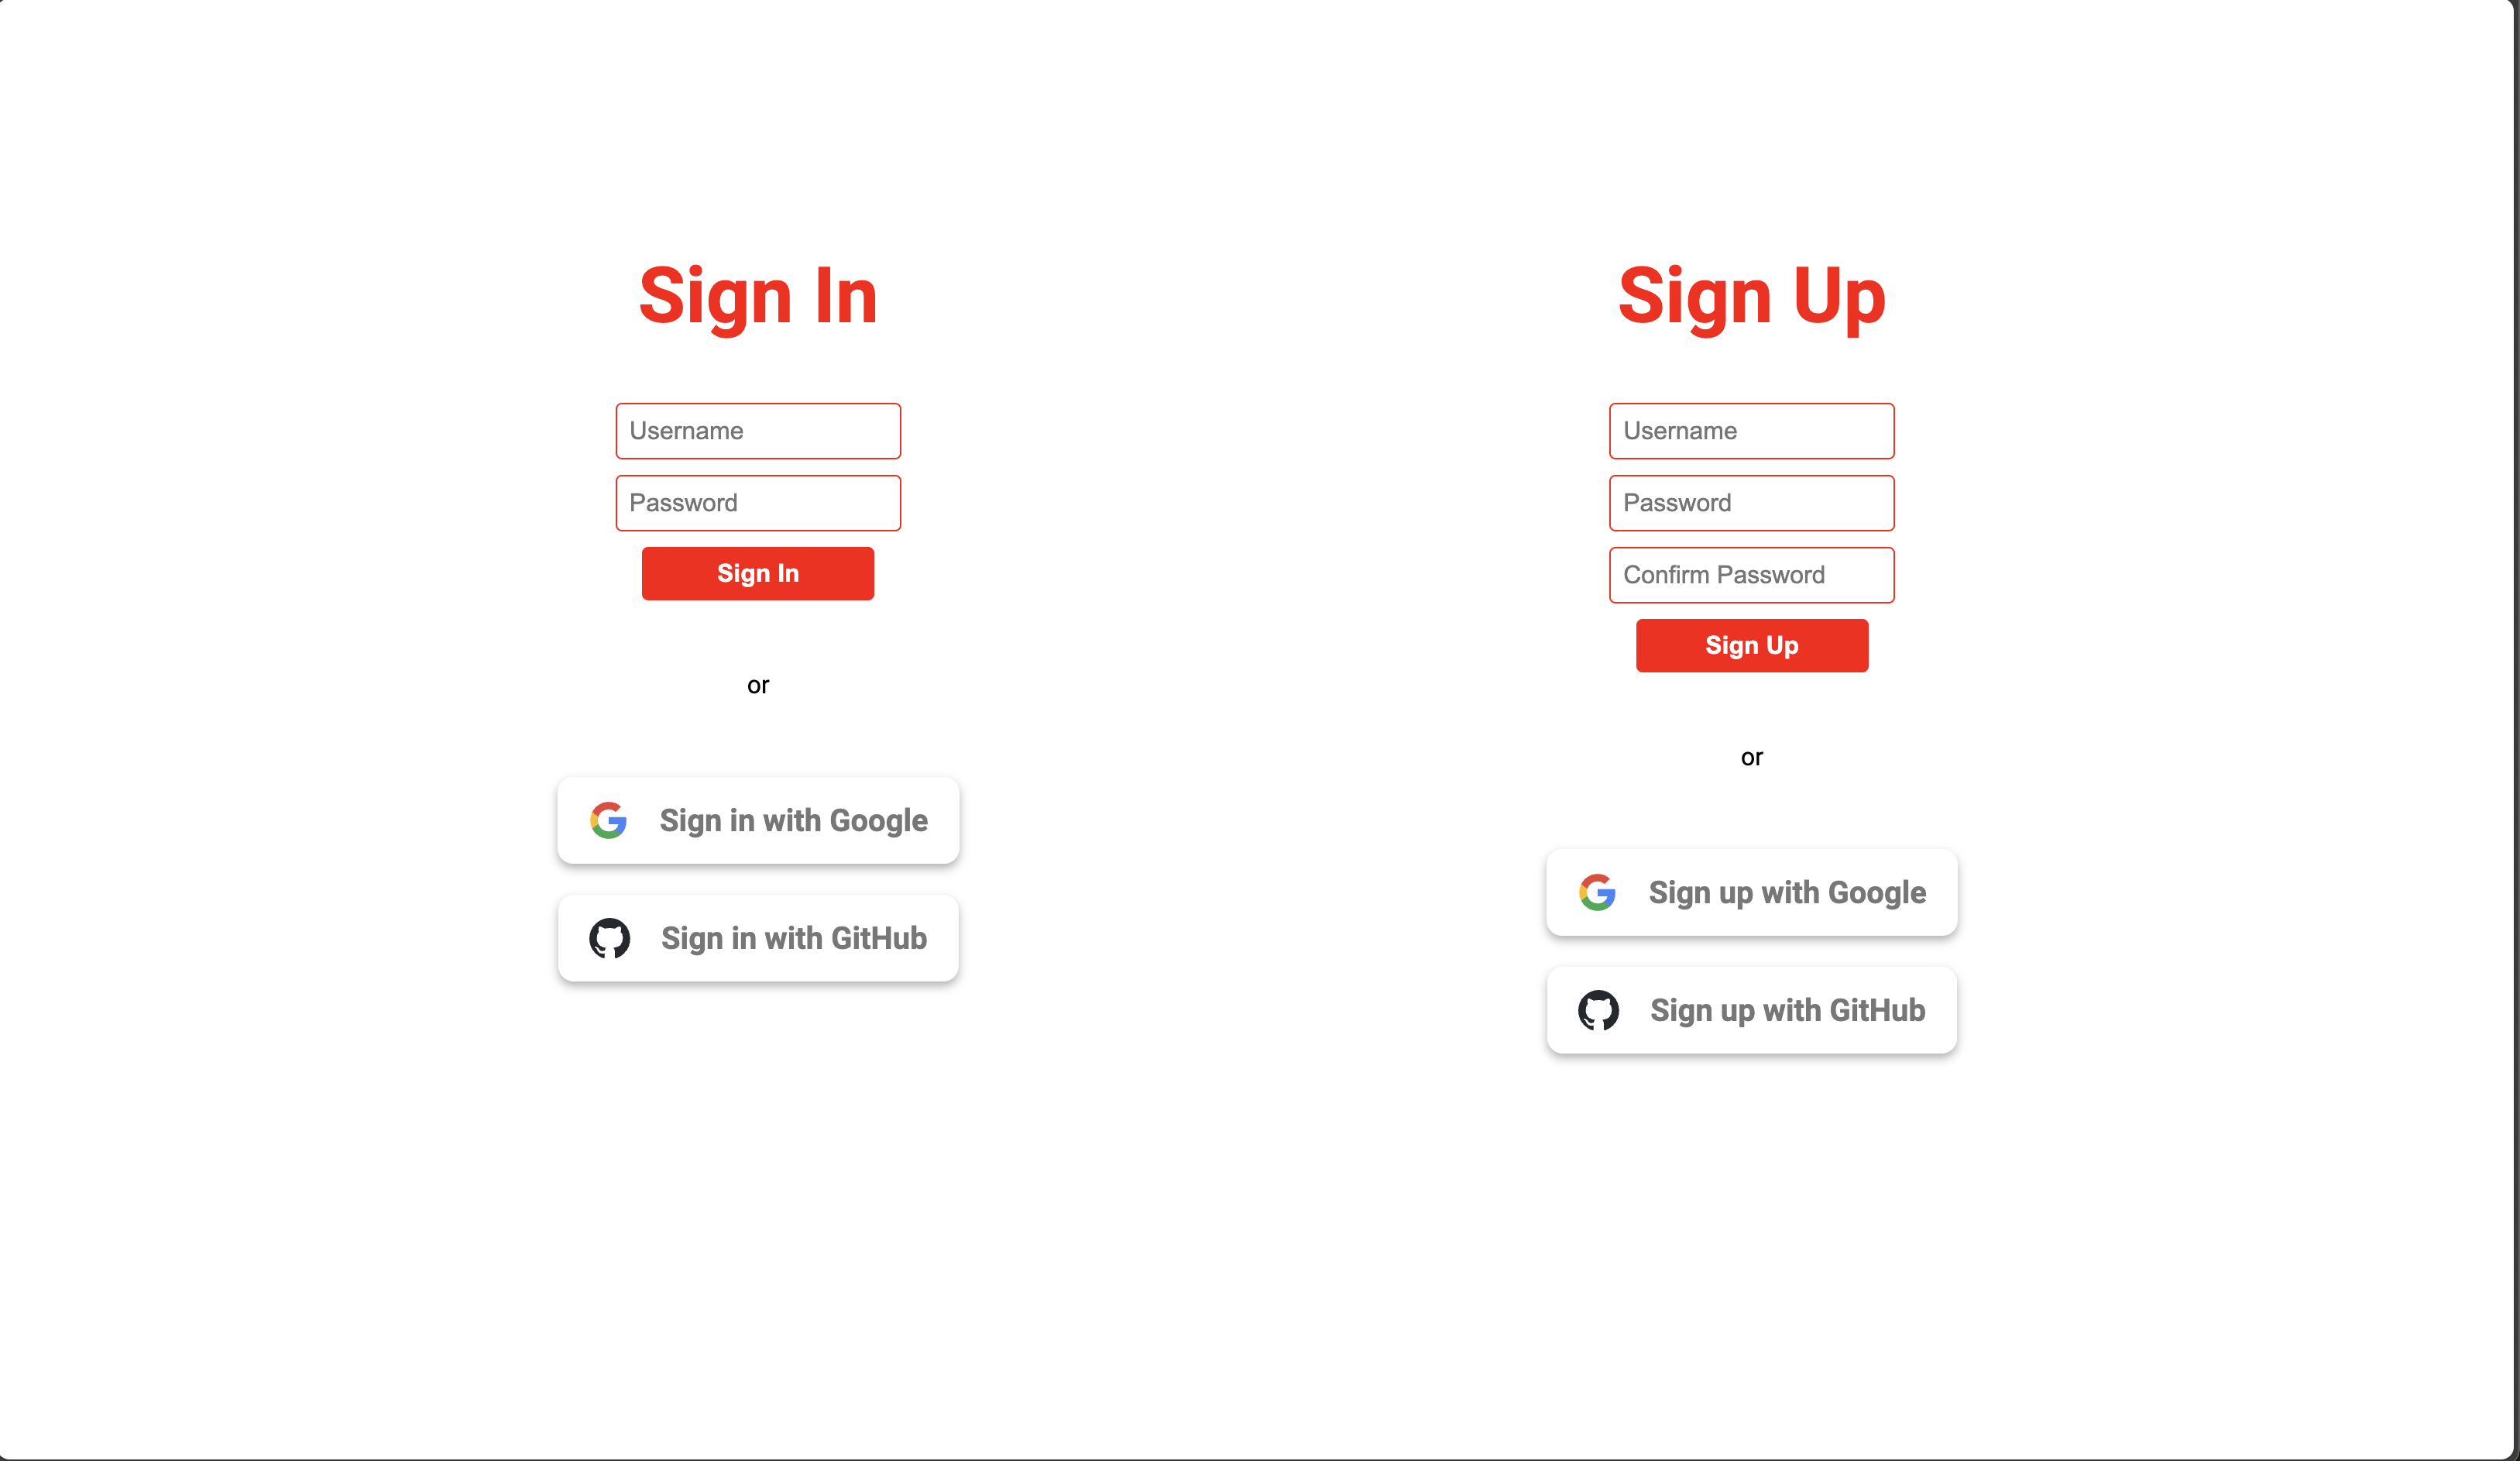 Sign In
Username
Password
Sign In
or
Sign in with Google
Sign in with GitHub
Sign Up
Username
Password
Confirm Password
Sign Up
or
Sign up with Google
Sign up with GitHub